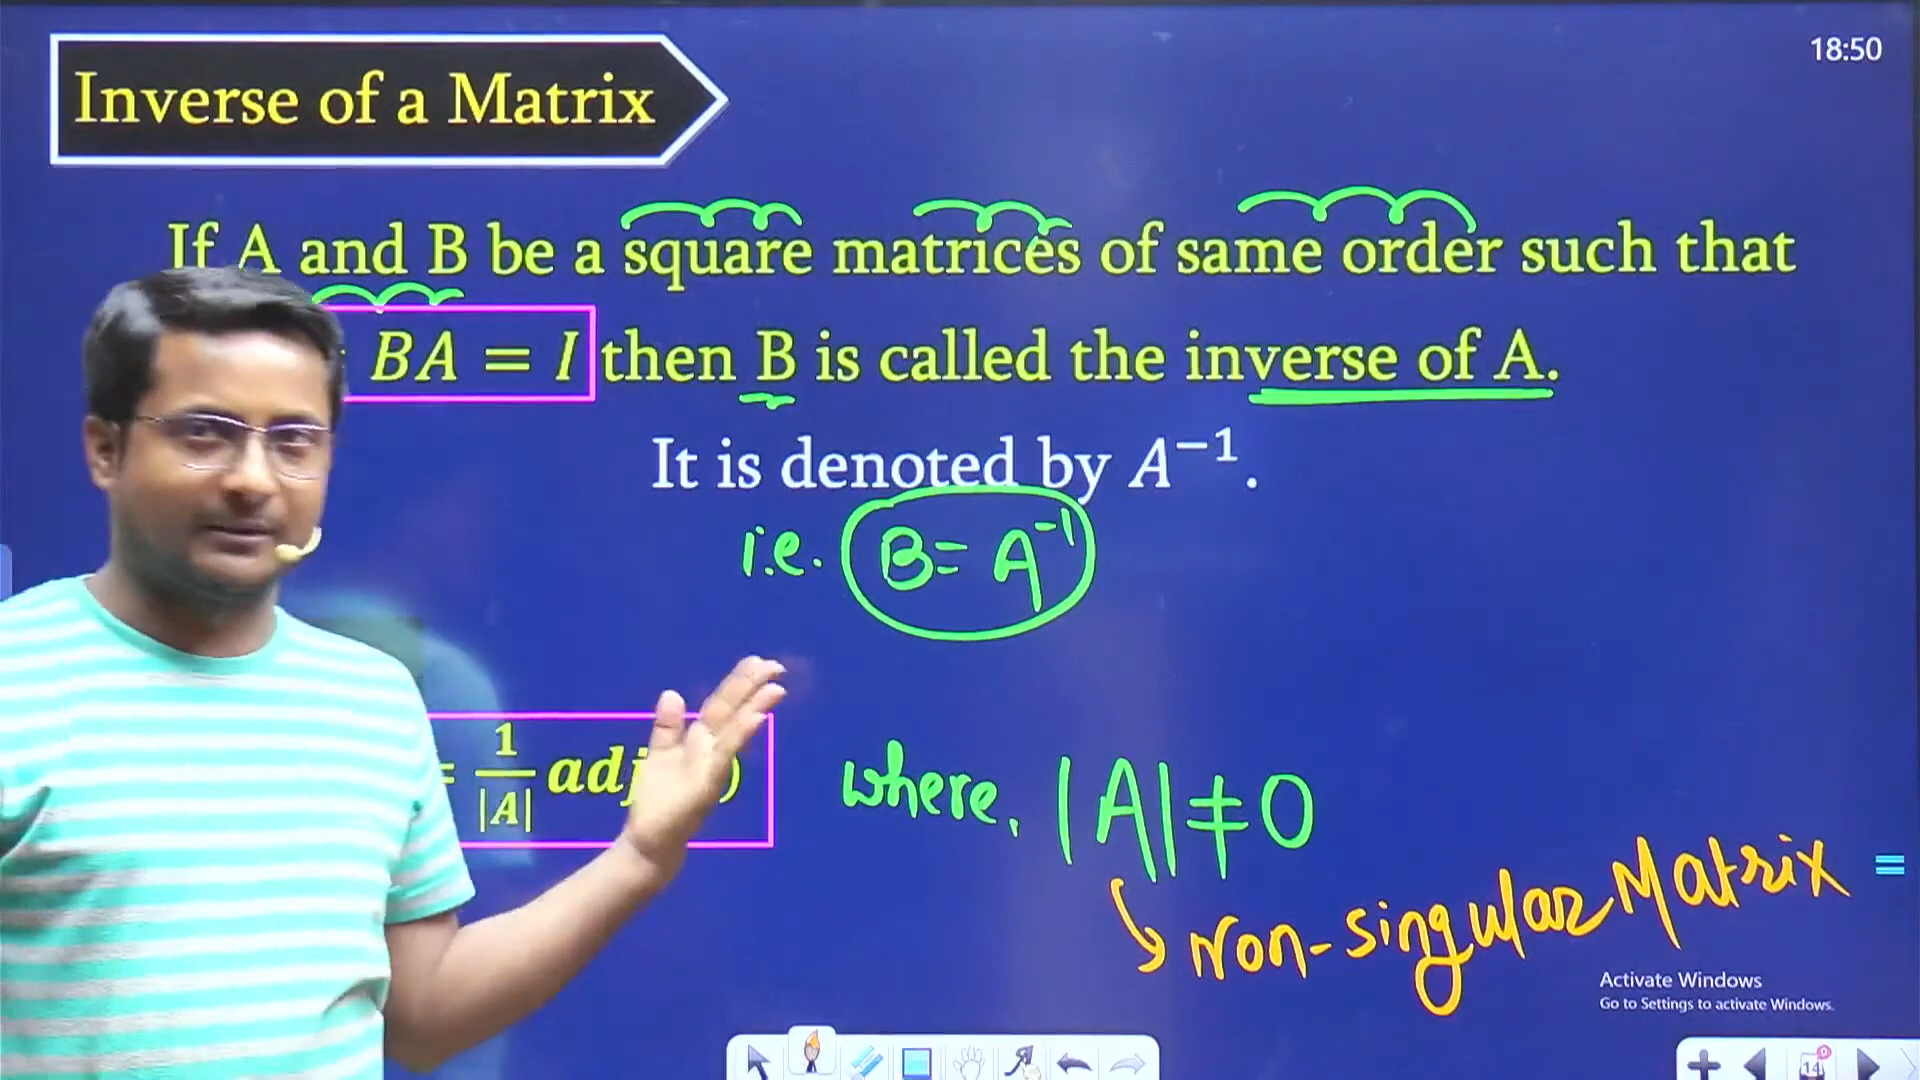 18:50
Inverse of a Matrix
If A and B be a square matrices of same order such that
BA = I then B is called the inverse of A.
It is denoted by A⁻¹.
i.e. B = A⁻¹
= 1/|A| adj )
where, |A| ≠ 0
Non-singular Matrix
Activate Windows
Go to Settings to activate Windows.
14
0